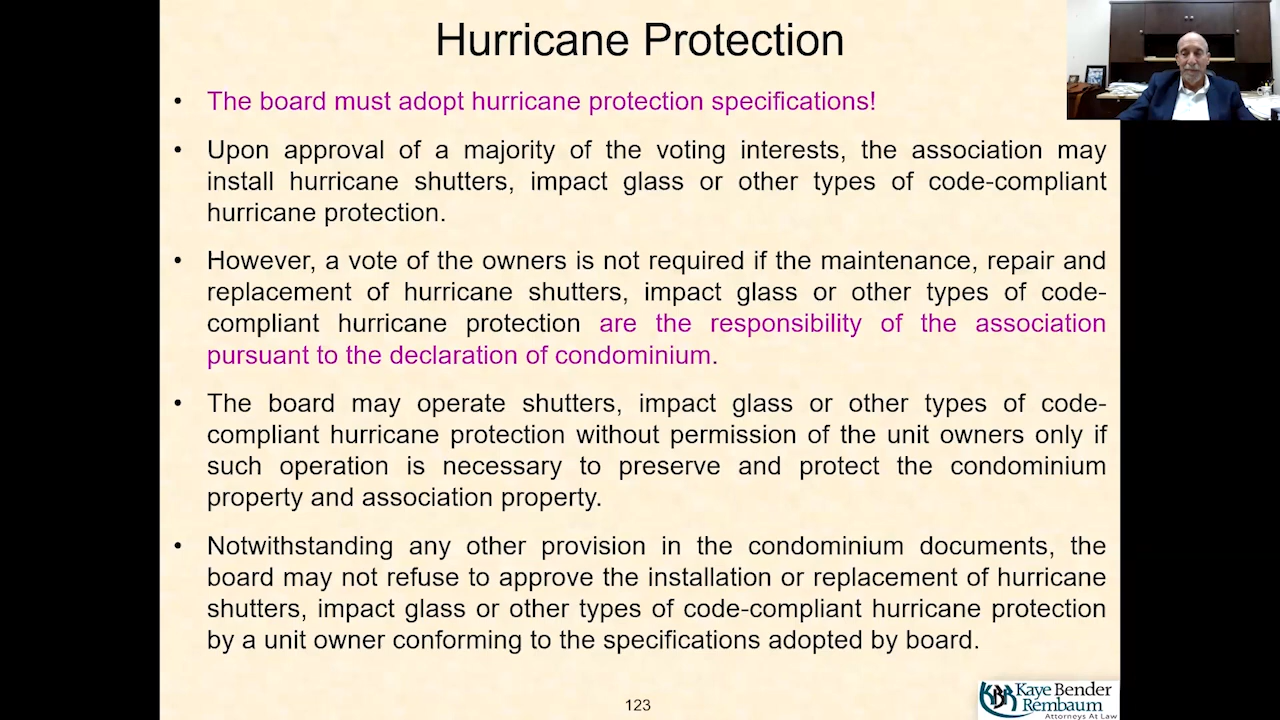 Hurricane Protection
• The board must adopt hurricane protection specifications!
• Upon approval of a majority of the voting interests, the association may
install hurricane shutters, impact glass or other types of code-compliant
hurricane protection.
• However, a vote of the owners is not required if the maintenance, repair and
replacement of hurricane shutters, impact glass or other types of code-
compliant hurricane protection are the responsibility of the association
pursuant to the declaration of condominium.
• The board may operate shutters, impact glass or other types of code-
compliant hurricane protection without permission of the unit owners only if
such operation is necessary to preserve and protect the condominium
property and association property.
• Notwithstanding any other provision in the condominium documents, the
board may not refuse to approve the installation or replacement of hurricane
shutters, impact glass or other types of code-compliant hurricane protection
by a unit owner conforming to the specifications adopted by board.
123
KBR Kaye Bender
Rembaum
Attorneys At Law